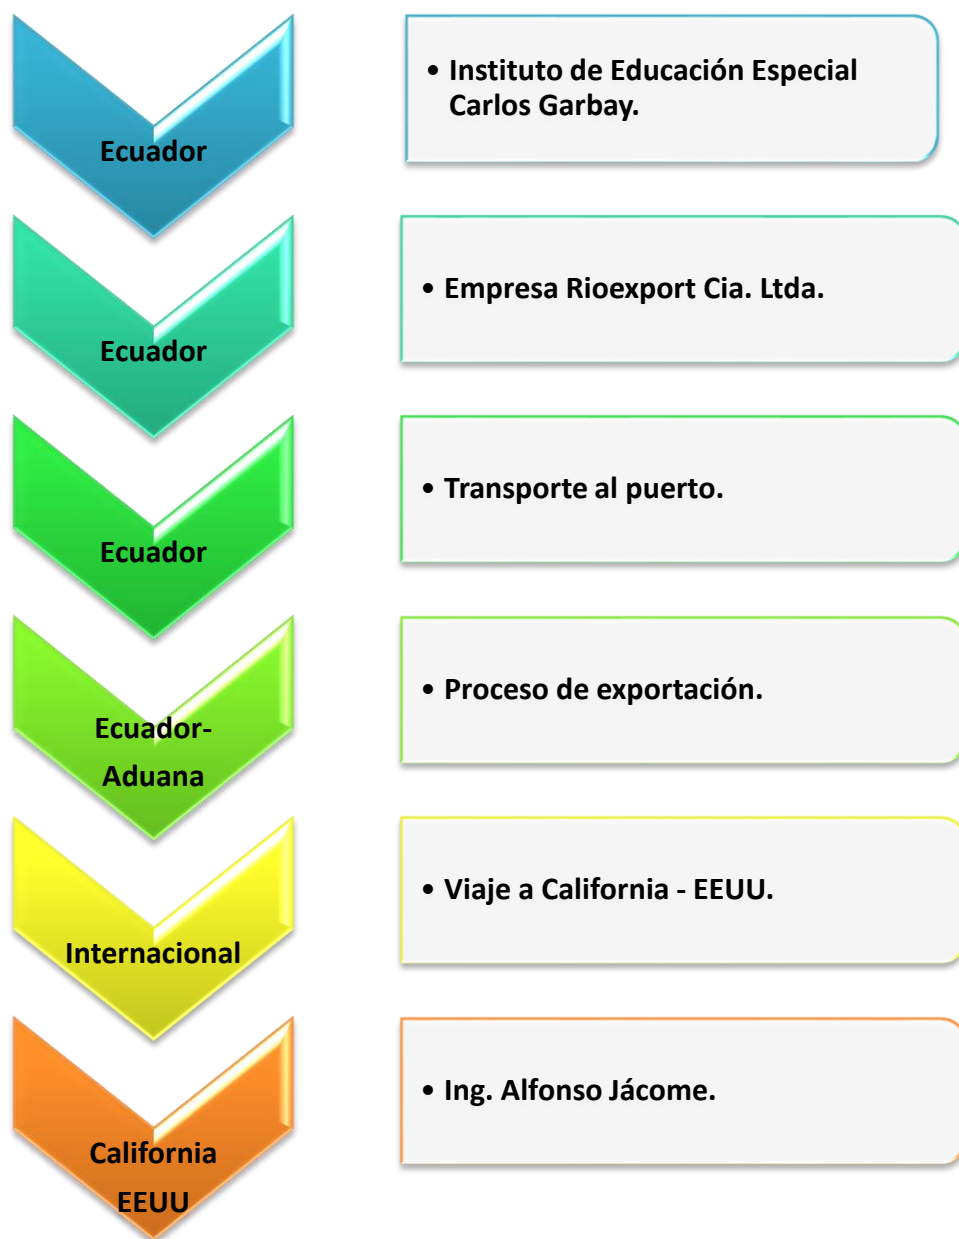 Ecuador
• Instituto de Educación Especial
Carlos Garbay.
Ecuador
• Empresa Rioexport Cia. Ltda.
Ecuador
• Transporte al puerto.
Ecuador-
Aduana
• Proceso de exportación.
Internacional
• Viaje a California - EEUU.
California
EEUU
• Ing. Alfonso Jácome.